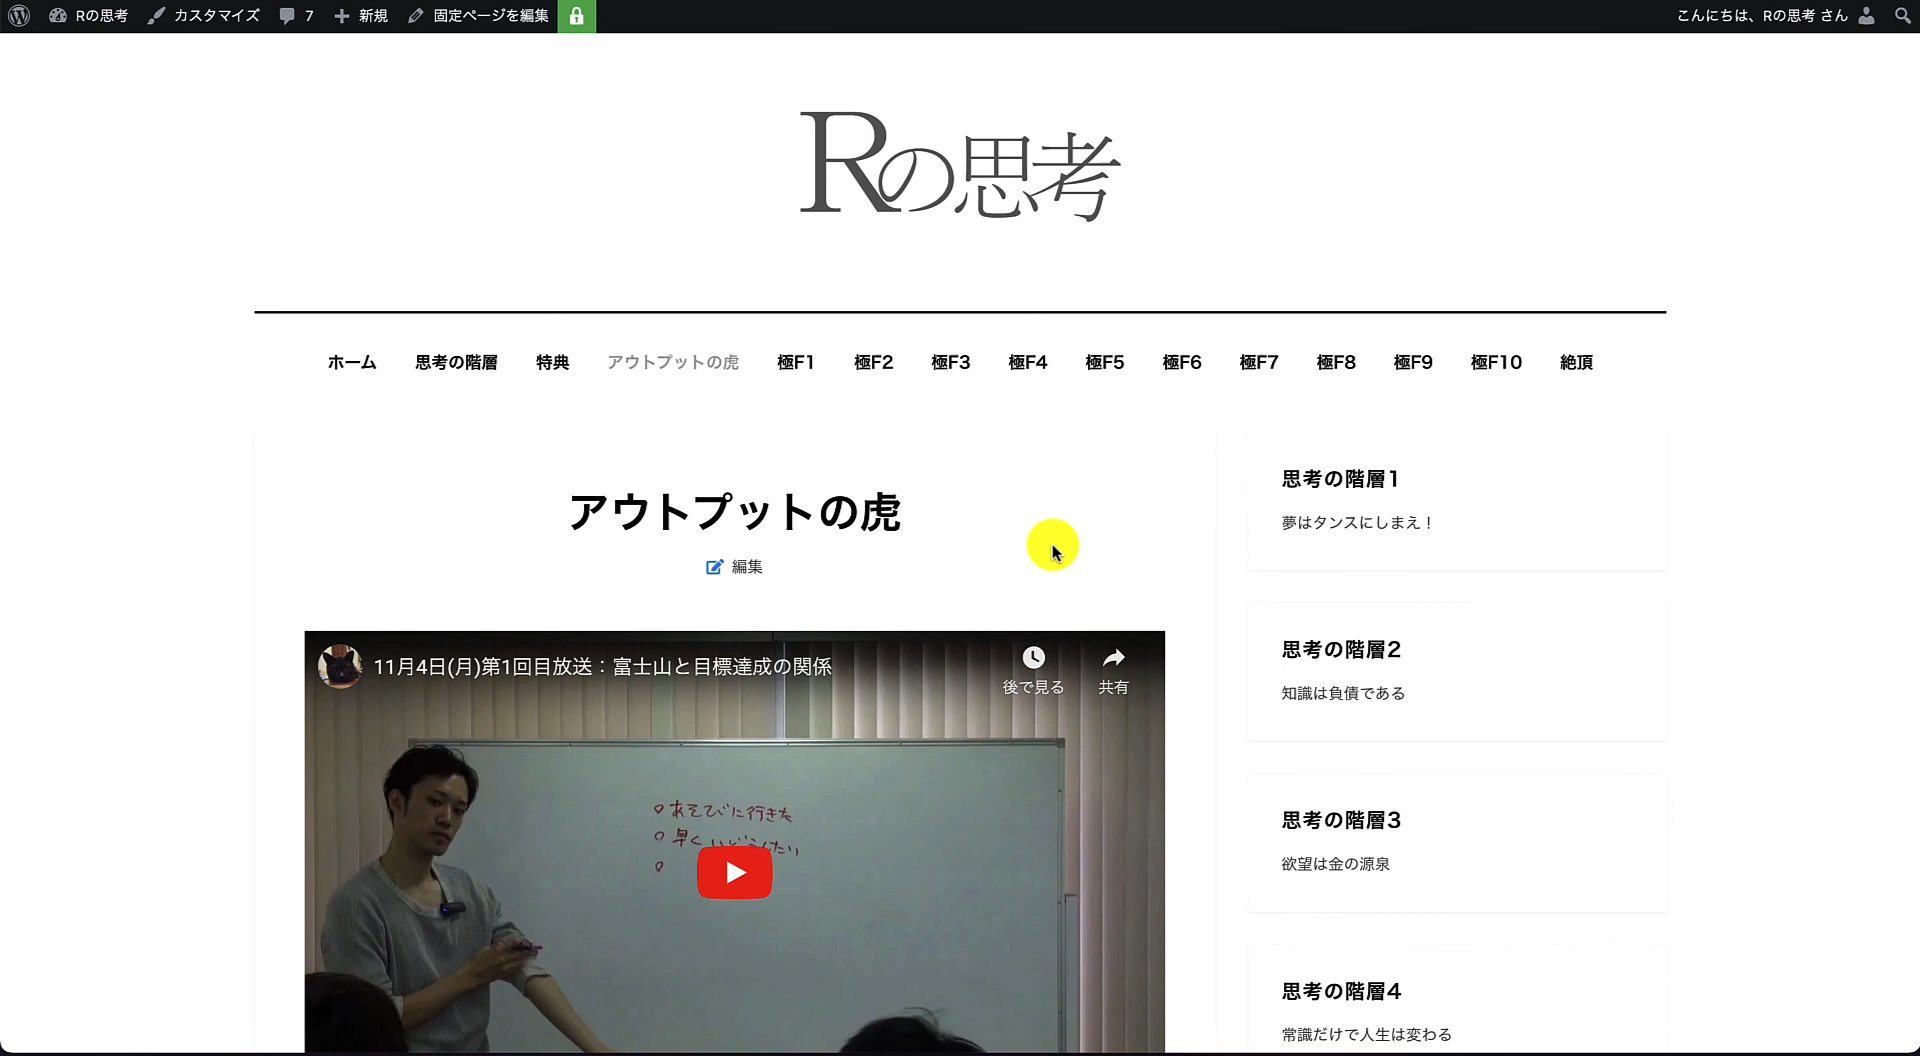 Rの思考 カスタマイズ 7 新規 固定ページを編集 こんにちは、Rの思考 さん
Rの思考
ホーム 思考の階層 特典 アウトプットの虎 極F1 極F2 極F3 極F4 極F5 極F6 極F7 極F8 極F9 極F10 絶頂
アウトプットの虎
編集
11月4日(月)第1回目放送：富士山と目標達成の関係
後で見る 共有
あそびに行きた
早く
思考の階層1
夢はタンスにしまえ！
思考の階層2
知識は負債である
思考の階層3
欲望は金の源泉
思考の階層4
常識だけで人生は変わる